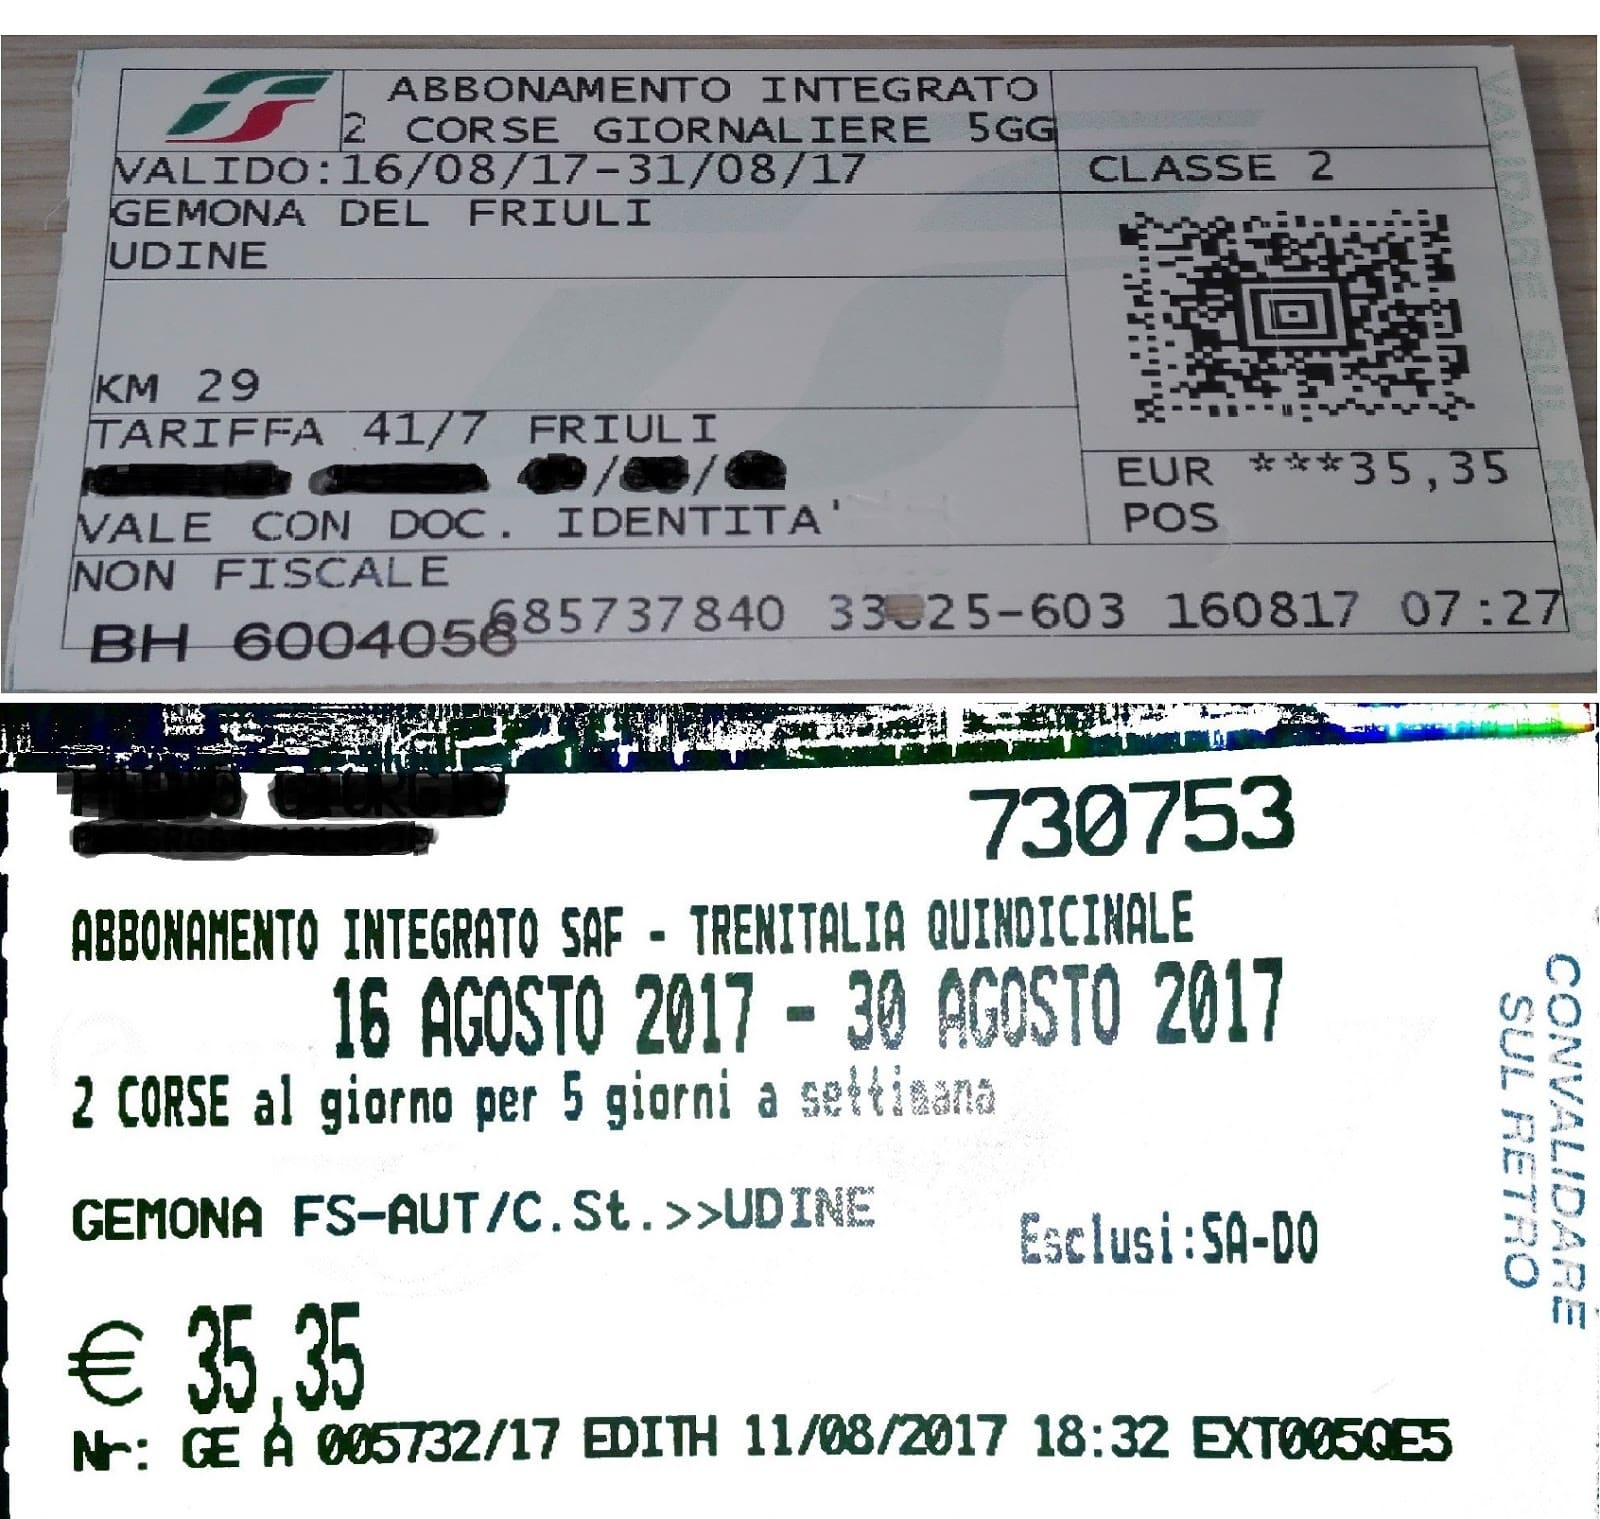 ABBONAMENTO INTEGRATO
2 CORSE GIORNALIERE 5GG
VALIDO:16/08/17-31/08/17
CLASSE 2
GEMONA DEL FRIULI
UDINE
KM 29
TARIFFA 41/7 FRIULI
/ /
EUR ***35,35
VALE CON DOC. IDENTITA'
POS
NON FISCALE
BH 6004056
685737840 33 25-603 160817 07:27
VALIDARE SUL RETRO
730753
ABBONAMENTO INTEGRATO SAF - TRENITALIA QUINDICINALE
16 AGOSTO 2017 - 30 AGOSTO 2017
2 CORSE al giorno per 5 giorni a settimana
GEMONA FS-AUT/C.St.>>UDINE
Esclusi:SA-DO
€ 35,35
Nr: GE A 005732/17 EDITH 11/08/2017 18:32 EXT005QE5
CONVALIDARE
SUL RETRO